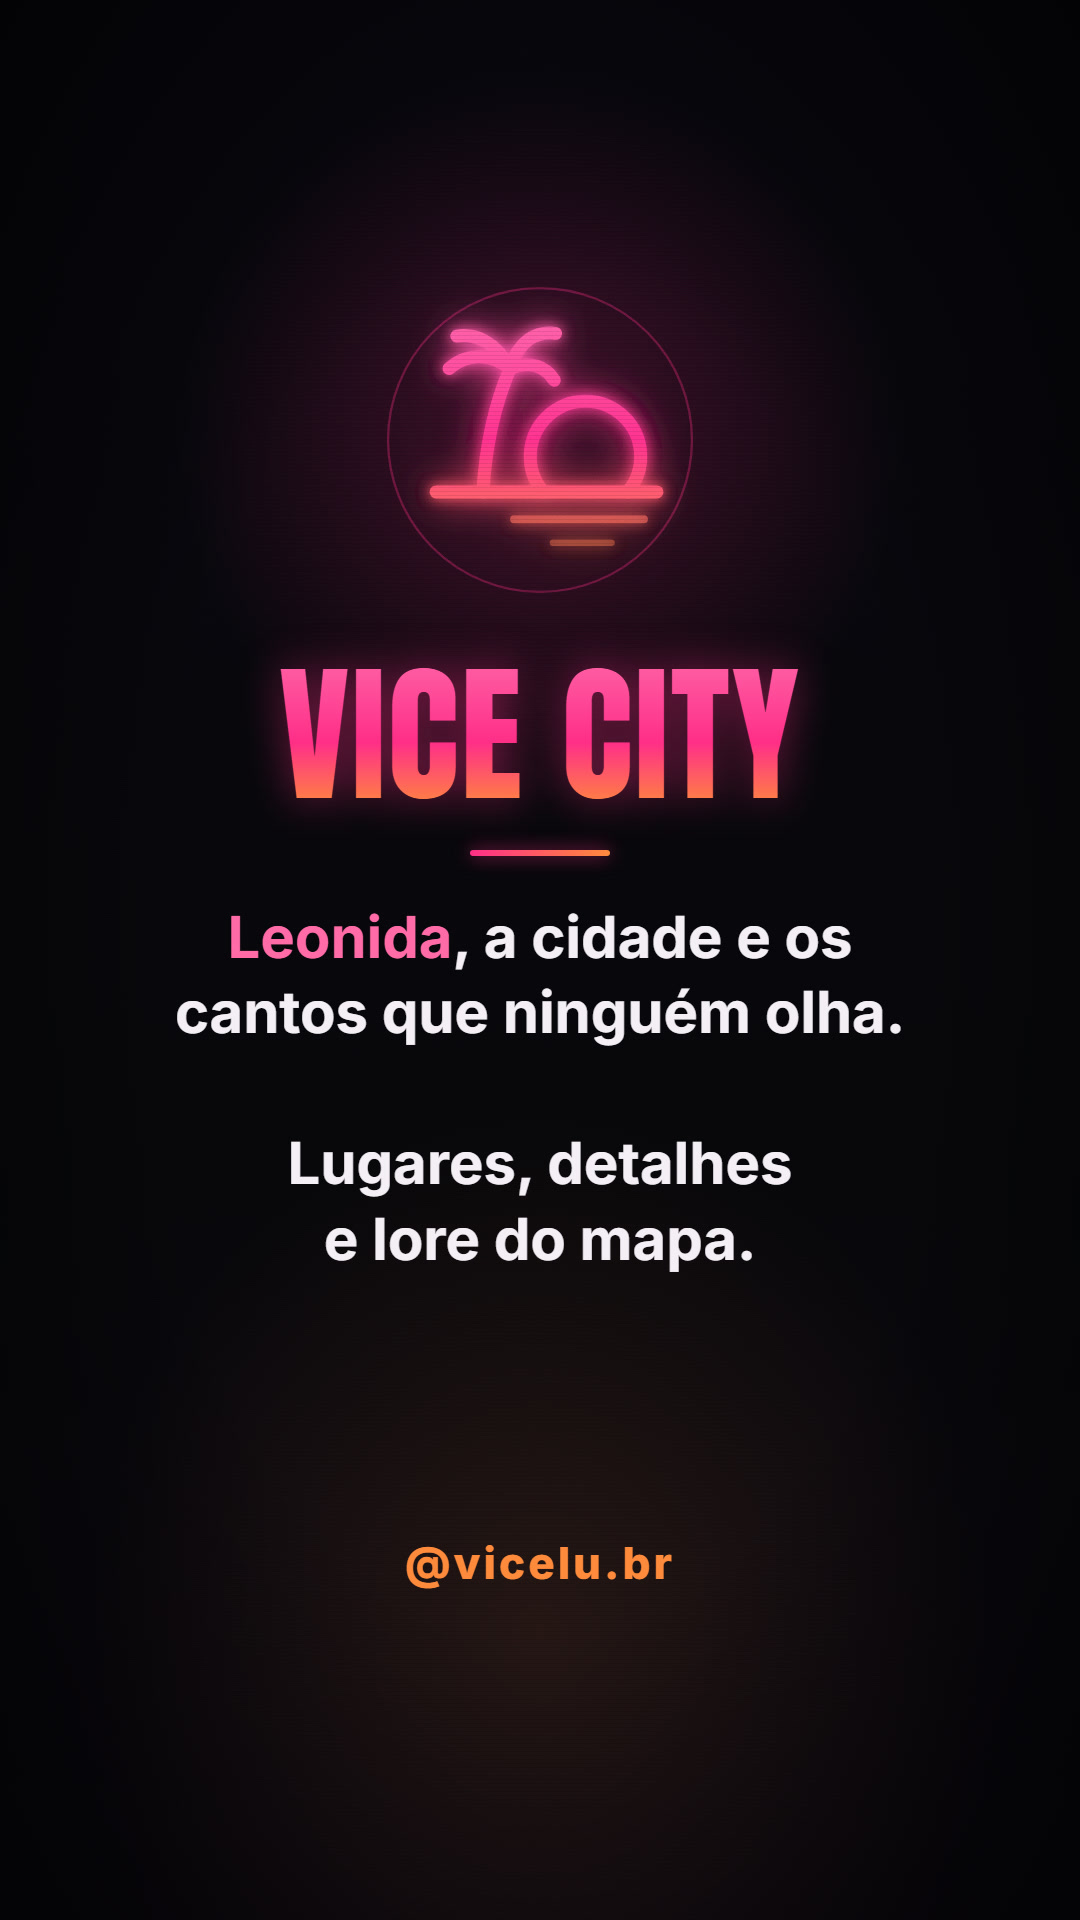 VICE CITY
Leonida, a cidade e os
cantos que ninguém olha.
Lugares, detalhes
e lore do mapa.
@vicelu.br